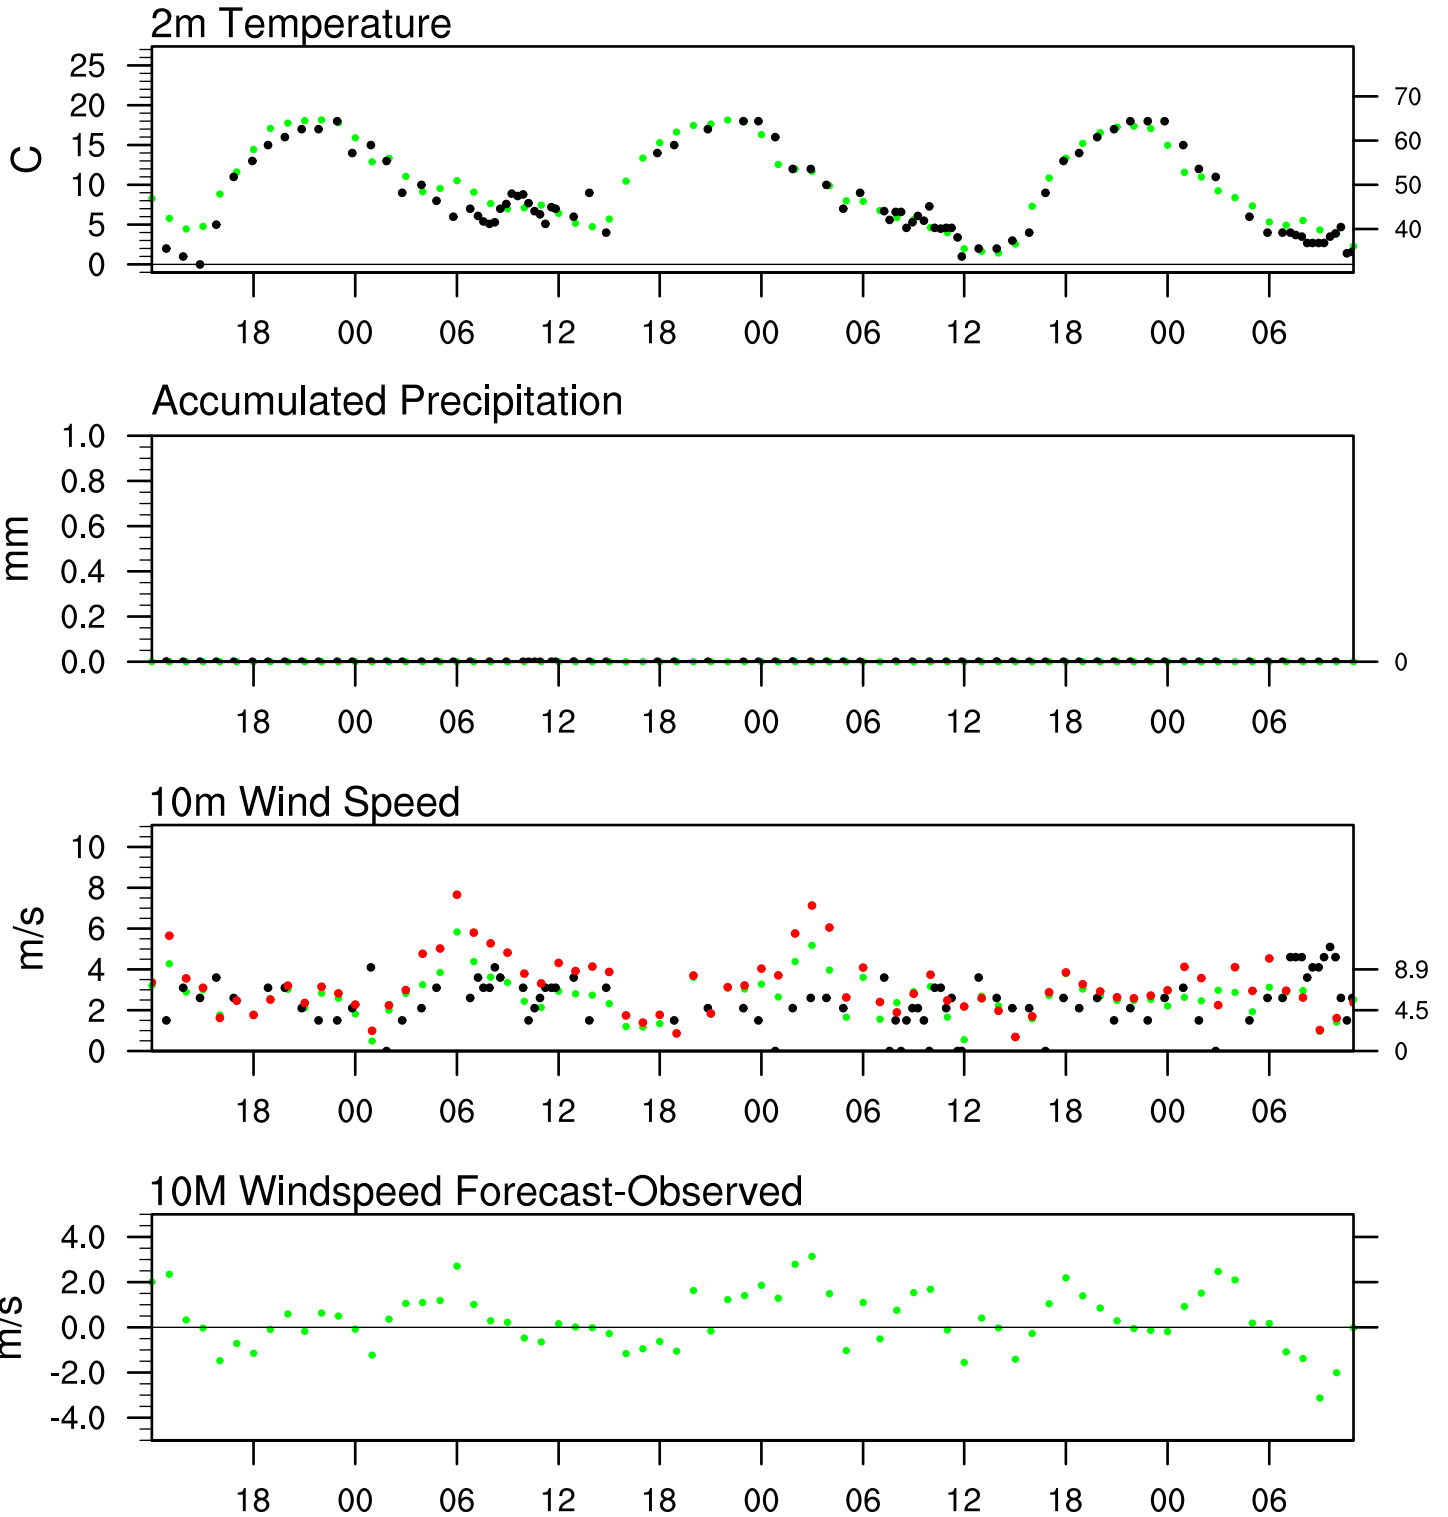 2m Temperature
25
20
15
10
5
0
C
70
60
50
40
18 00 06 12 18 00 06 12 18 00 06
Accumulated Precipitation
1.0
0.8
0.6
0.4
0.2
0.0
mm
0
18 00 06 12 18 00 06 12 18 00 06
10m Wind Speed
10
8
6
4
2
0
m/s
8.9
4.5
0
18 00 06 12 18 00 06 12 18 00 06
10M Windspeed Forecast-Observed
4.0
2.0
0.0
-2.0
-4.0
m/s
18 00 06 12 18 00 06 12 18 00 06